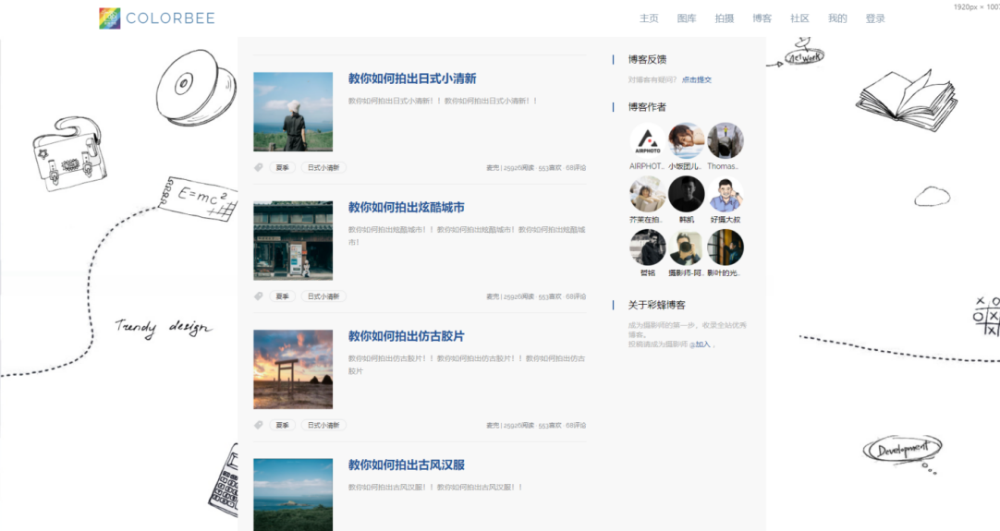 COLORBEE
主页 图库 拍摄 博客 社区 我的 登录
1920px × 100
E=mc²
Trendy design
教你如何拍出日式小清新
教你如何拍出日式小清新！！教你如何拍出日式小清新！！
夏季 日式小清新
麦兜 | 25926阅读 · 553喜欢 · 68评论
教你如何拍出炫酷城市
教你如何拍出炫酷城市！！教你如何拍出炫酷城市！教你如何拍出炫酷城
市！
夏季 日式小清新
麦兜 | 25926阅读 · 553喜欢 · 68评论
教你如何拍出仿古胶片
教你如何拍出仿古胶片！！教你如何拍出仿古胶片！！教你如何拍出仿古
胶片
夏季 日式小清新
麦兜 | 25926阅读 · 553喜欢 · 68评论
教你如何拍出古风汉服
教你如何拍出古风汉服！！教你如何拍出古风汉服！！
博客反馈
对博客有疑问？ 点击提交
博客作者
AIRPHOTO
AIRPHOT... 小饭团儿... Thomas...
芥茉在拍... 韩凯 好摄大叔
哲铭 摄影师-阿... 影叶的光...
关于彩蜂博客
成为摄影师的第一步，收录全站优秀
博客。
投稿请成为摄影师 @加入 。
Artwork
X O
O X
X
Development